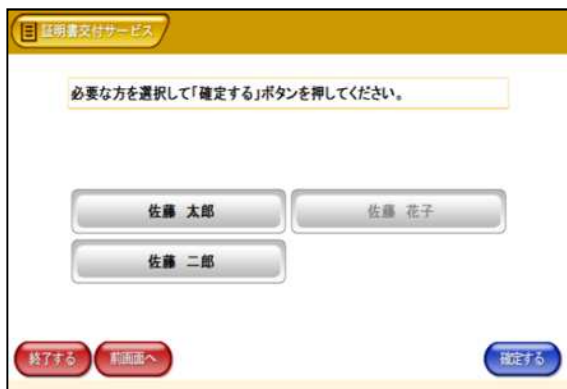 証明書交付サービス
必要な方を選択して「確定する」ボタンを押してください。
佐藤 太郎
佐藤 花子
佐藤 二郎
終了する
前画面へ
確定する